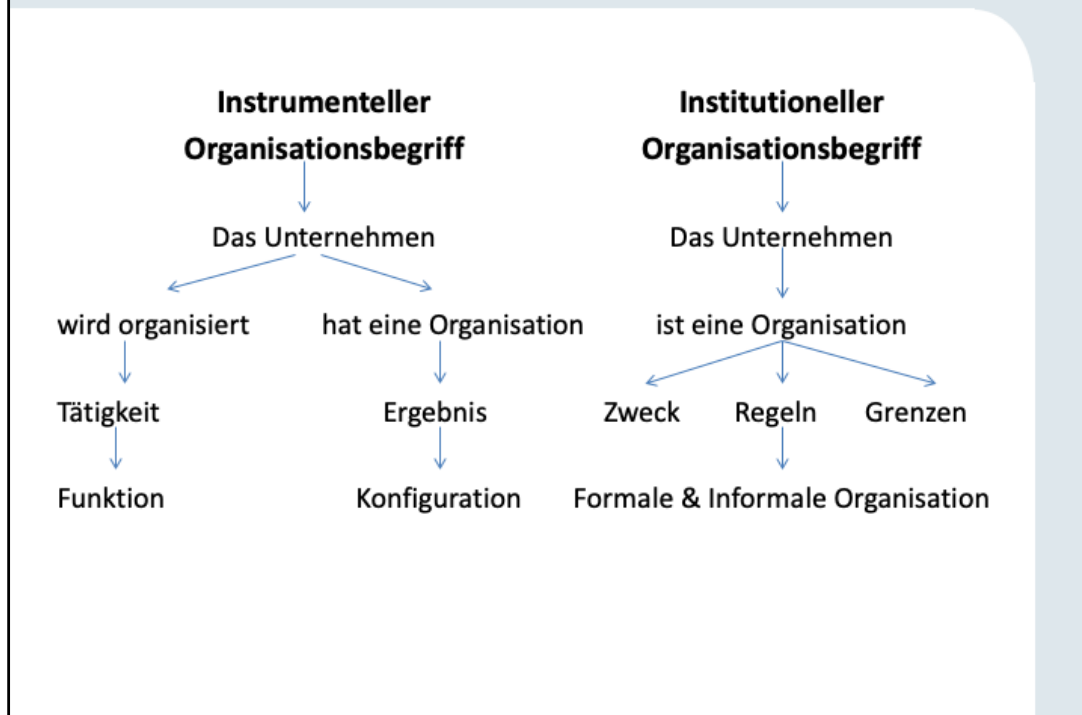 Instrumenteller
Organisationsbegriff
Das Unternehmen
wird organisiert
hat eine Organisation
Tätigkeit
Ergebnis
Funktion
Konfiguration
Institutioneller
Organisationsbegriff
Das Unternehmen
ist eine Organisation
Zweck
Regeln
Grenzen
Formale & Informale Organisation